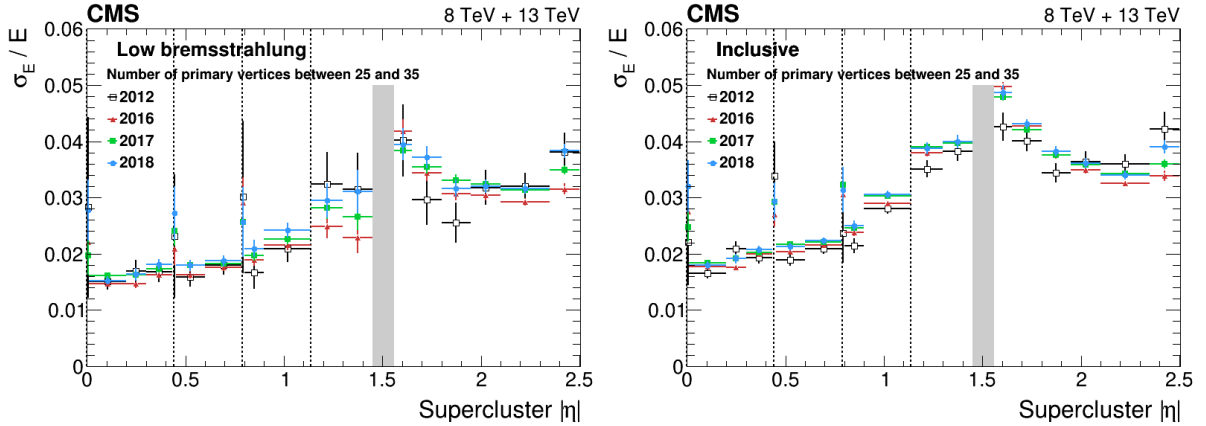 CMS
8 TeV + 13 TeV
σ_E / E
Low bremsstrahlung
Number of primary vertices between 25 and 35
2012
2016
2017
2018
0.06
0.05
0.04
0.03
0.02
0.01
0
0
0.5
1
1.5
2
2.5
Supercluster |η|
CMS
8 TeV + 13 TeV
σ_E / E
Inclusive
Number of primary vertices between 25 and 35
2012
2016
2017
2018
0.06
0.05
0.04
0.03
0.02
0.01
0
0
0.5
1
1.5
2
2.5
Supercluster |η|